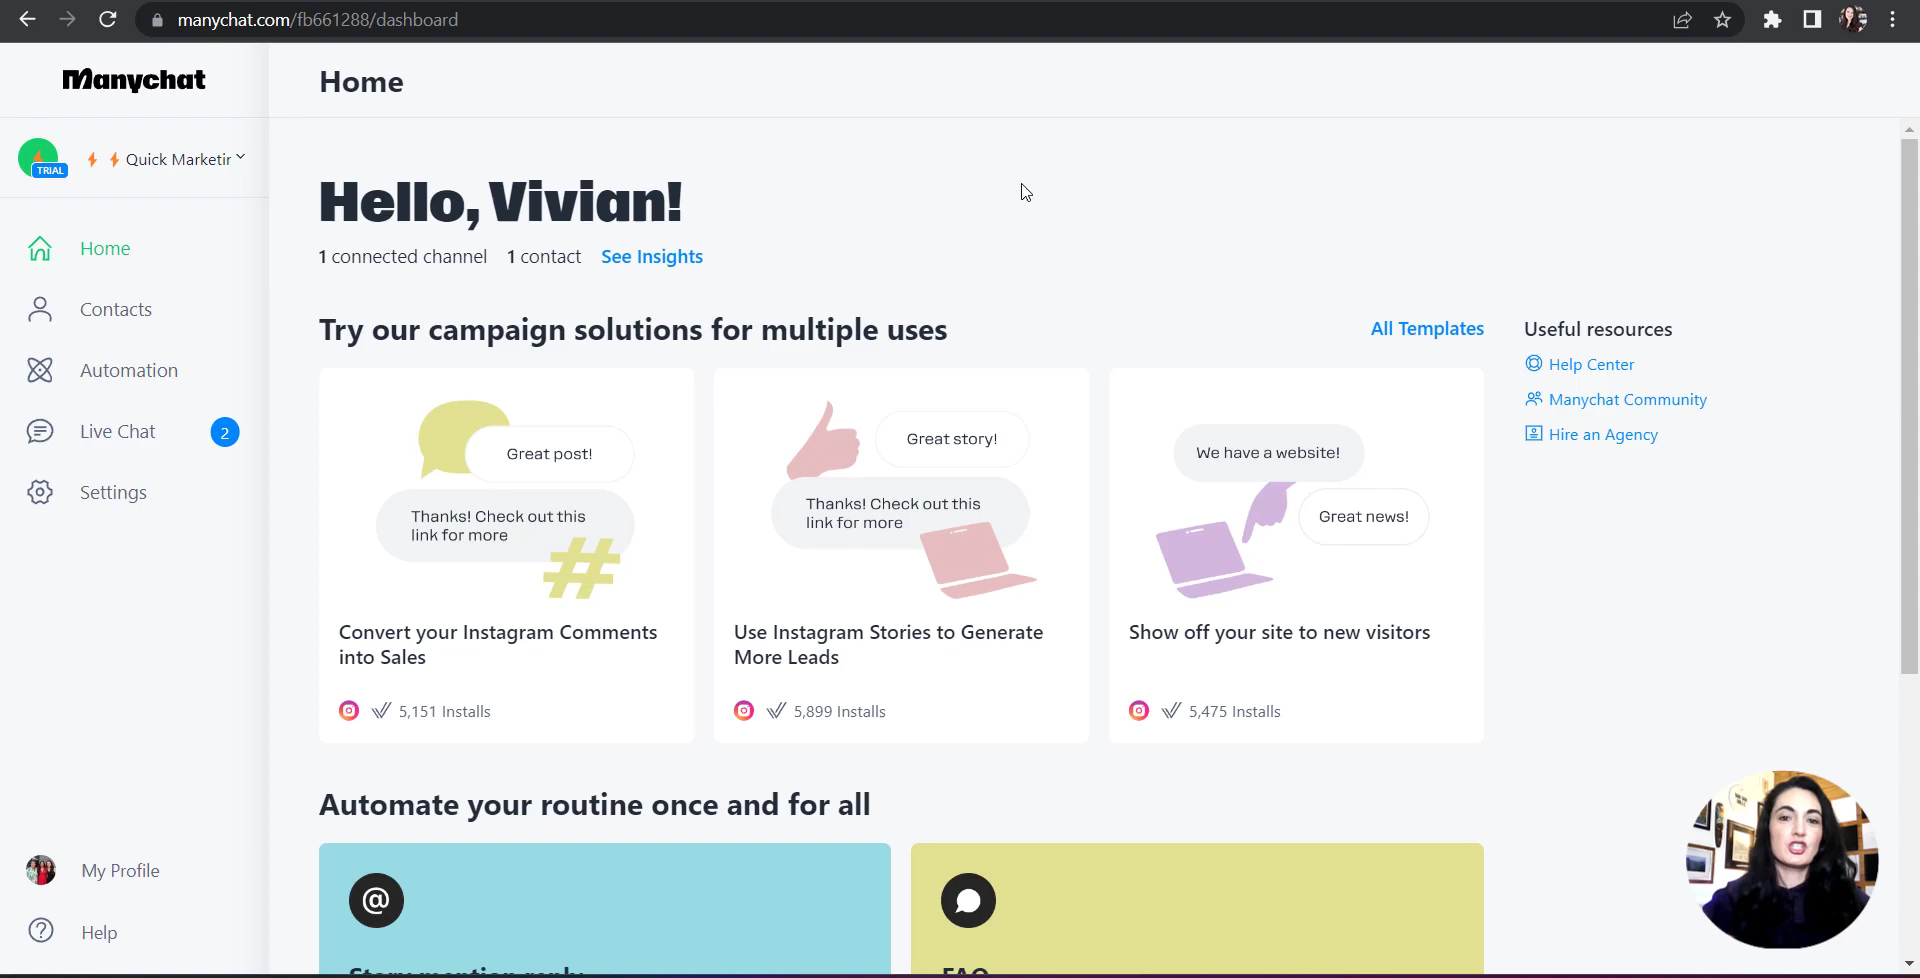 manychat.com/fb661288/dashboard
Manychat
Home
TRIAL
Quick Marketir
Hello, Vivian!
1 connected channel 1 contact See Insights
Home
Contacts
Automation
Live Chat 2
Settings
My Profile
Help
Try our campaign solutions for multiple uses
All Templates
Great post!
Thanks! Check out this
link for more
Convert your Instagram Comments
into Sales
5,151 Installs
Great story!
Thanks! Check out this
link for more
Use Instagram Stories to Generate
More Leads
5,899 Installs
We have a website!
Great news!
Show off your site to new visitors
5,475 Installs
Useful resources
Help Center
Manychat Community
Hire an Agency
Automate your routine once and for all
@
Story mention reply
FAQ